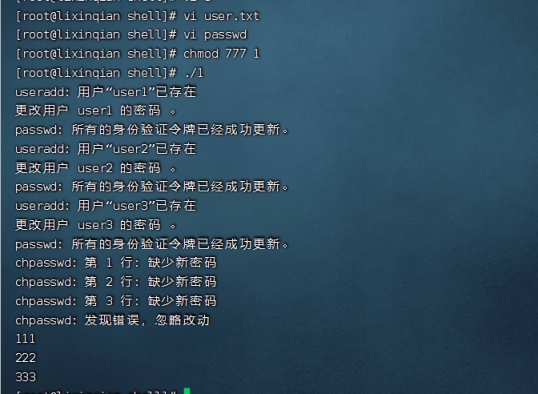 [root@lixinqian shell]# vi user.txt
[root@lixinqian shell]# vi passwd
[root@lixinqian shell]# chmod 777 1
[root@lixinqian shell]# ./1
useradd: 用户“user1”已存在
更改用户 user1 的密码 。
passwd: 所有的身份验证令牌已经成功更新。
useradd: 用户“user2”已存在
更改用户 user2 的密码 。
passwd: 所有的身份验证令牌已经成功更新。
useradd: 用户“user3”已存在
更改用户 user3 的密码 。
passwd: 所有的身份验证令牌已经成功更新。
chpasswd: 第 1 行: 缺少新密码
chpasswd: 第 2 行: 缺少新密码
chpasswd: 第 3 行: 缺少新密码
chpasswd: 发现错误, 忽略改动
111
222
333
[root@lixinqian shell]#